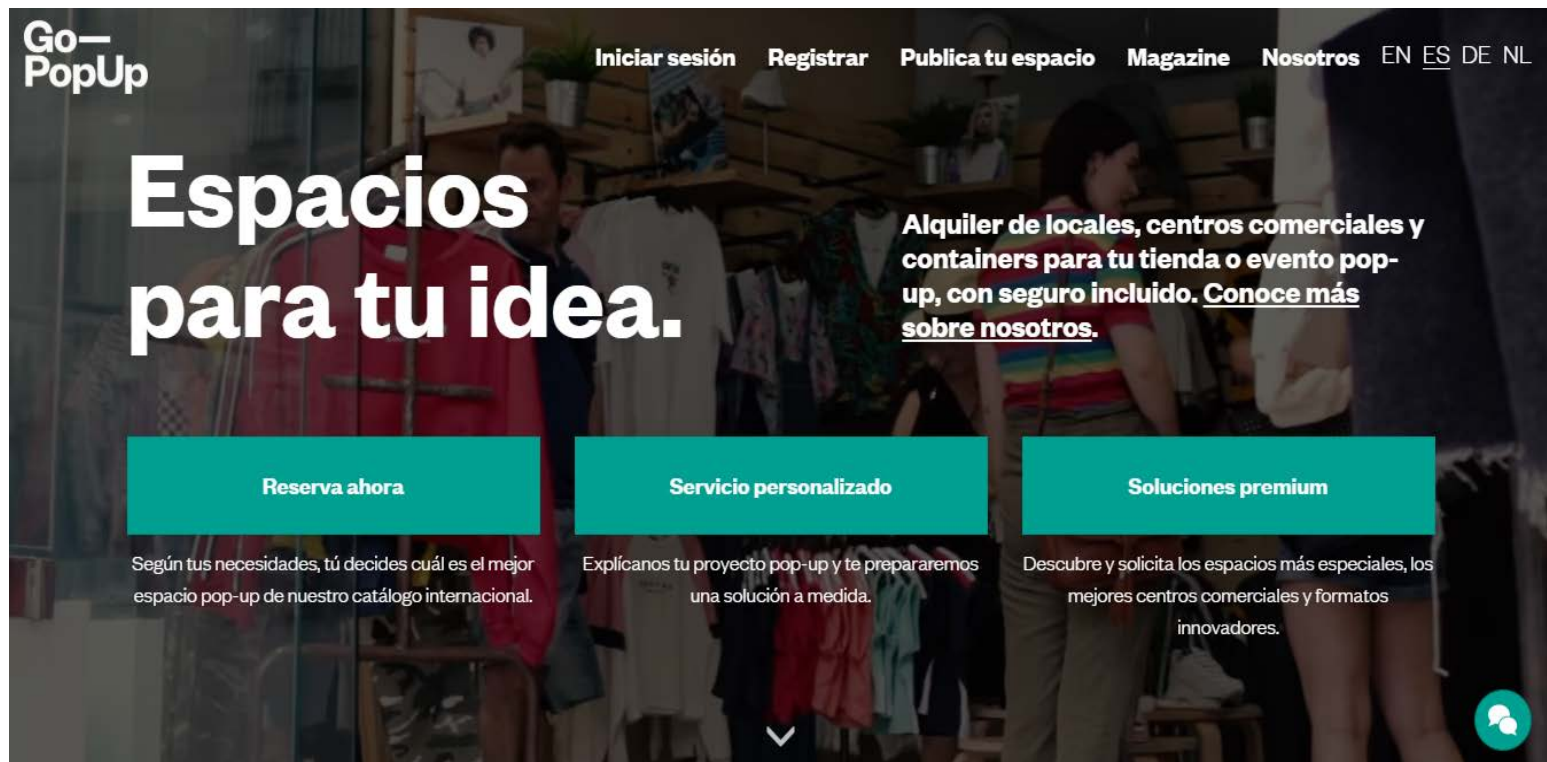 Go—
PopUp
Iniciar sesión Registrar Publica tu espacio Magazine Nosotros EN ES DE NL
Espacios
para tu idea.
Alquiler de locales, centros comerciales y
containers para tu tienda o evento pop-
up, con seguro incluido. Conoce más
sobre nosotros.
Reserva ahora
Según tus necesidades, tú decides cuál es el mejor
espacio pop-up de nuestro catálogo internacional.
Servicio personalizado
Explícanos tu proyecto pop-up y te prepararemos
una solución a medida.
Soluciones premium
Descubre y solicita los espacios más especiales, los
mejores centros comerciales y formatos
innovadores.